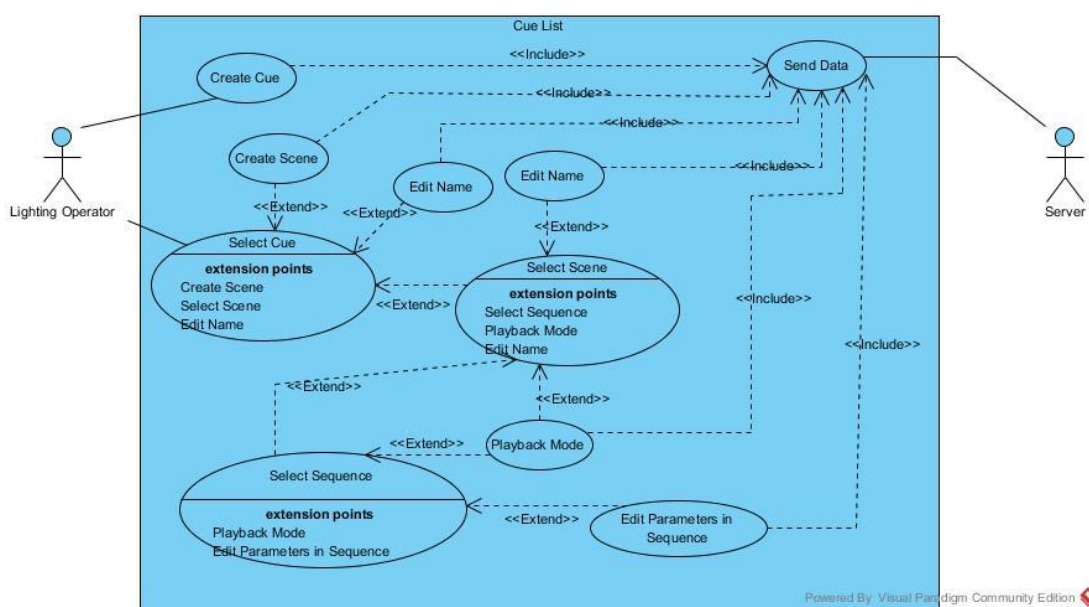 Cue List
<<Include>>
Send Data
Create Cue
<<Include>>
<<Include>>
Create Scene
Edit Name
Edit Name
<<Include>>
Lighting Operator
Server
<<Extend>>
<<Extend>>
<<Extend>>
Select Cue
extension points
Create Scene
Select Scene
Edit Name
Select Scene
extension points
Select Sequence
Playback Mode
Edit Name
<<Extend>>
<<Include>>
<<Include>>
<<Extend>>
<<Extend>>
<<Extend>>
Playback Mode
Select Sequence
extension points
Playback Mode
Edit Parameters in Sequence
<<Extend>>
Edit Parameters in
Sequence
Powered By Visual Paradigm Community Edition